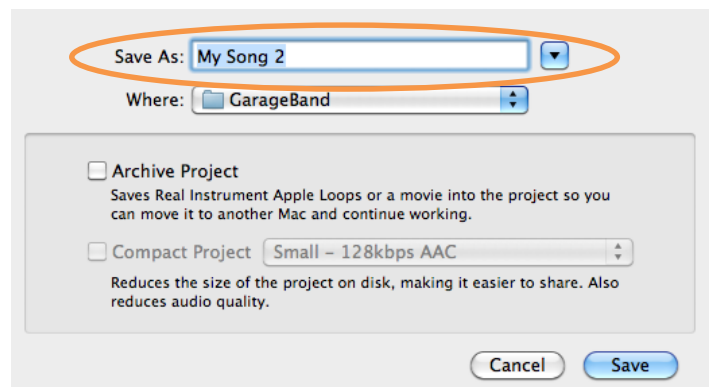 Save As: My Song 2
Where: GarageBand
Archive Project
Saves Real Instrument Apple Loops or a movie into the project so you
can move it to another Mac and continue working.
Compact Project Small – 128kbps AAC
Reduces the size of the project on disk, making it easier to share. Also
reduces audio quality.
Cancel Save